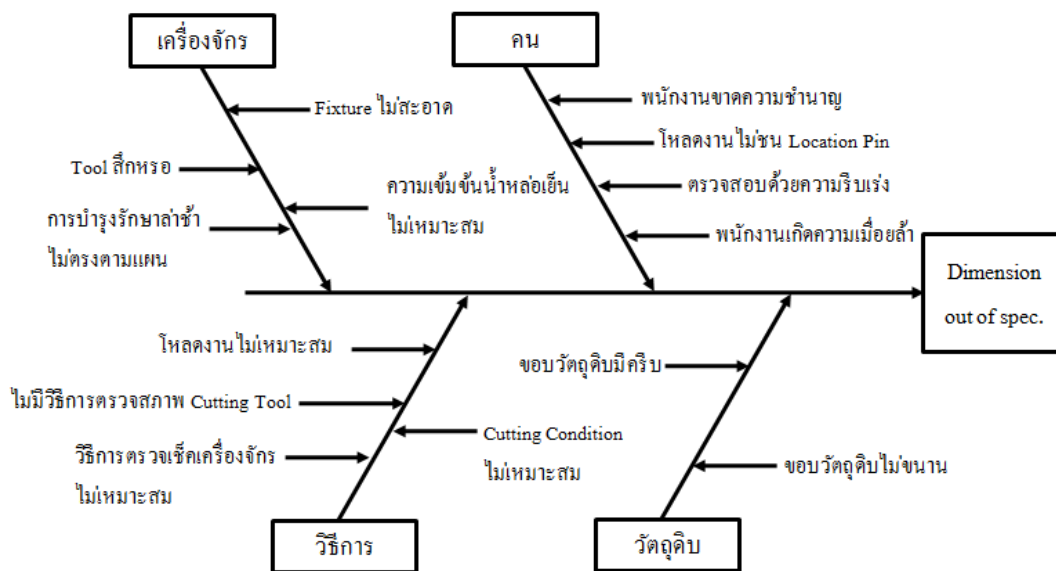 เครื่องจักร
คน
Fixture ไม่สะอาด
Tool สึกหรอ
ความเข้มข้นน้ำหล่อเย็น
ไม่เหมาะสม
การบำรุงรักษาล่าช้า
ไม่ตรงตามแผน
พนักงานขาดความชำนาญ
โหลดงานไม่ชน Location Pin
ตรวจสอบด้วยความรีบเร่ง
พนักงานเกิดความเมื่อยล้า
Dimension
out of spec.
โหลดงานไม่เหมาะสม
ไม่มีวิธีการตรวจสภาพ Cutting Tool
Cutting Condition
ไม่เหมาะสม
วิธีการตรวจเช็คเครื่องจักร
ไม่เหมาะสม
ขอบวัตถุดิบมีครีบ
ขอบวัตถุดิบไม่ขนาน
วิธีการ
วัตถุดิบ